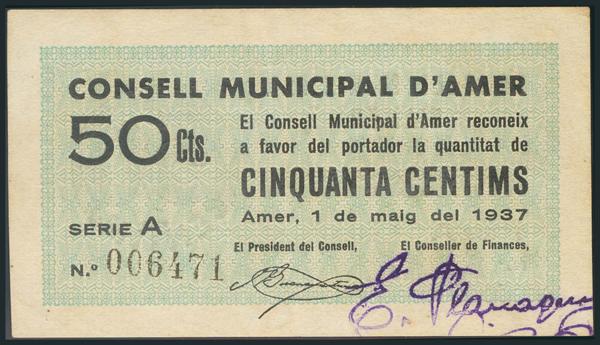 CONSELL MUNICIPAL D'AMER
50 Cts.
El Consell Municipal d'Amer reconeix
a favor del portador la quantitat de
CINQUANTA CENTIMS
Amer, 1 de maig del 1937
SERIE A
El President del Consell,
El Conseller de Finances,
N.º 006471